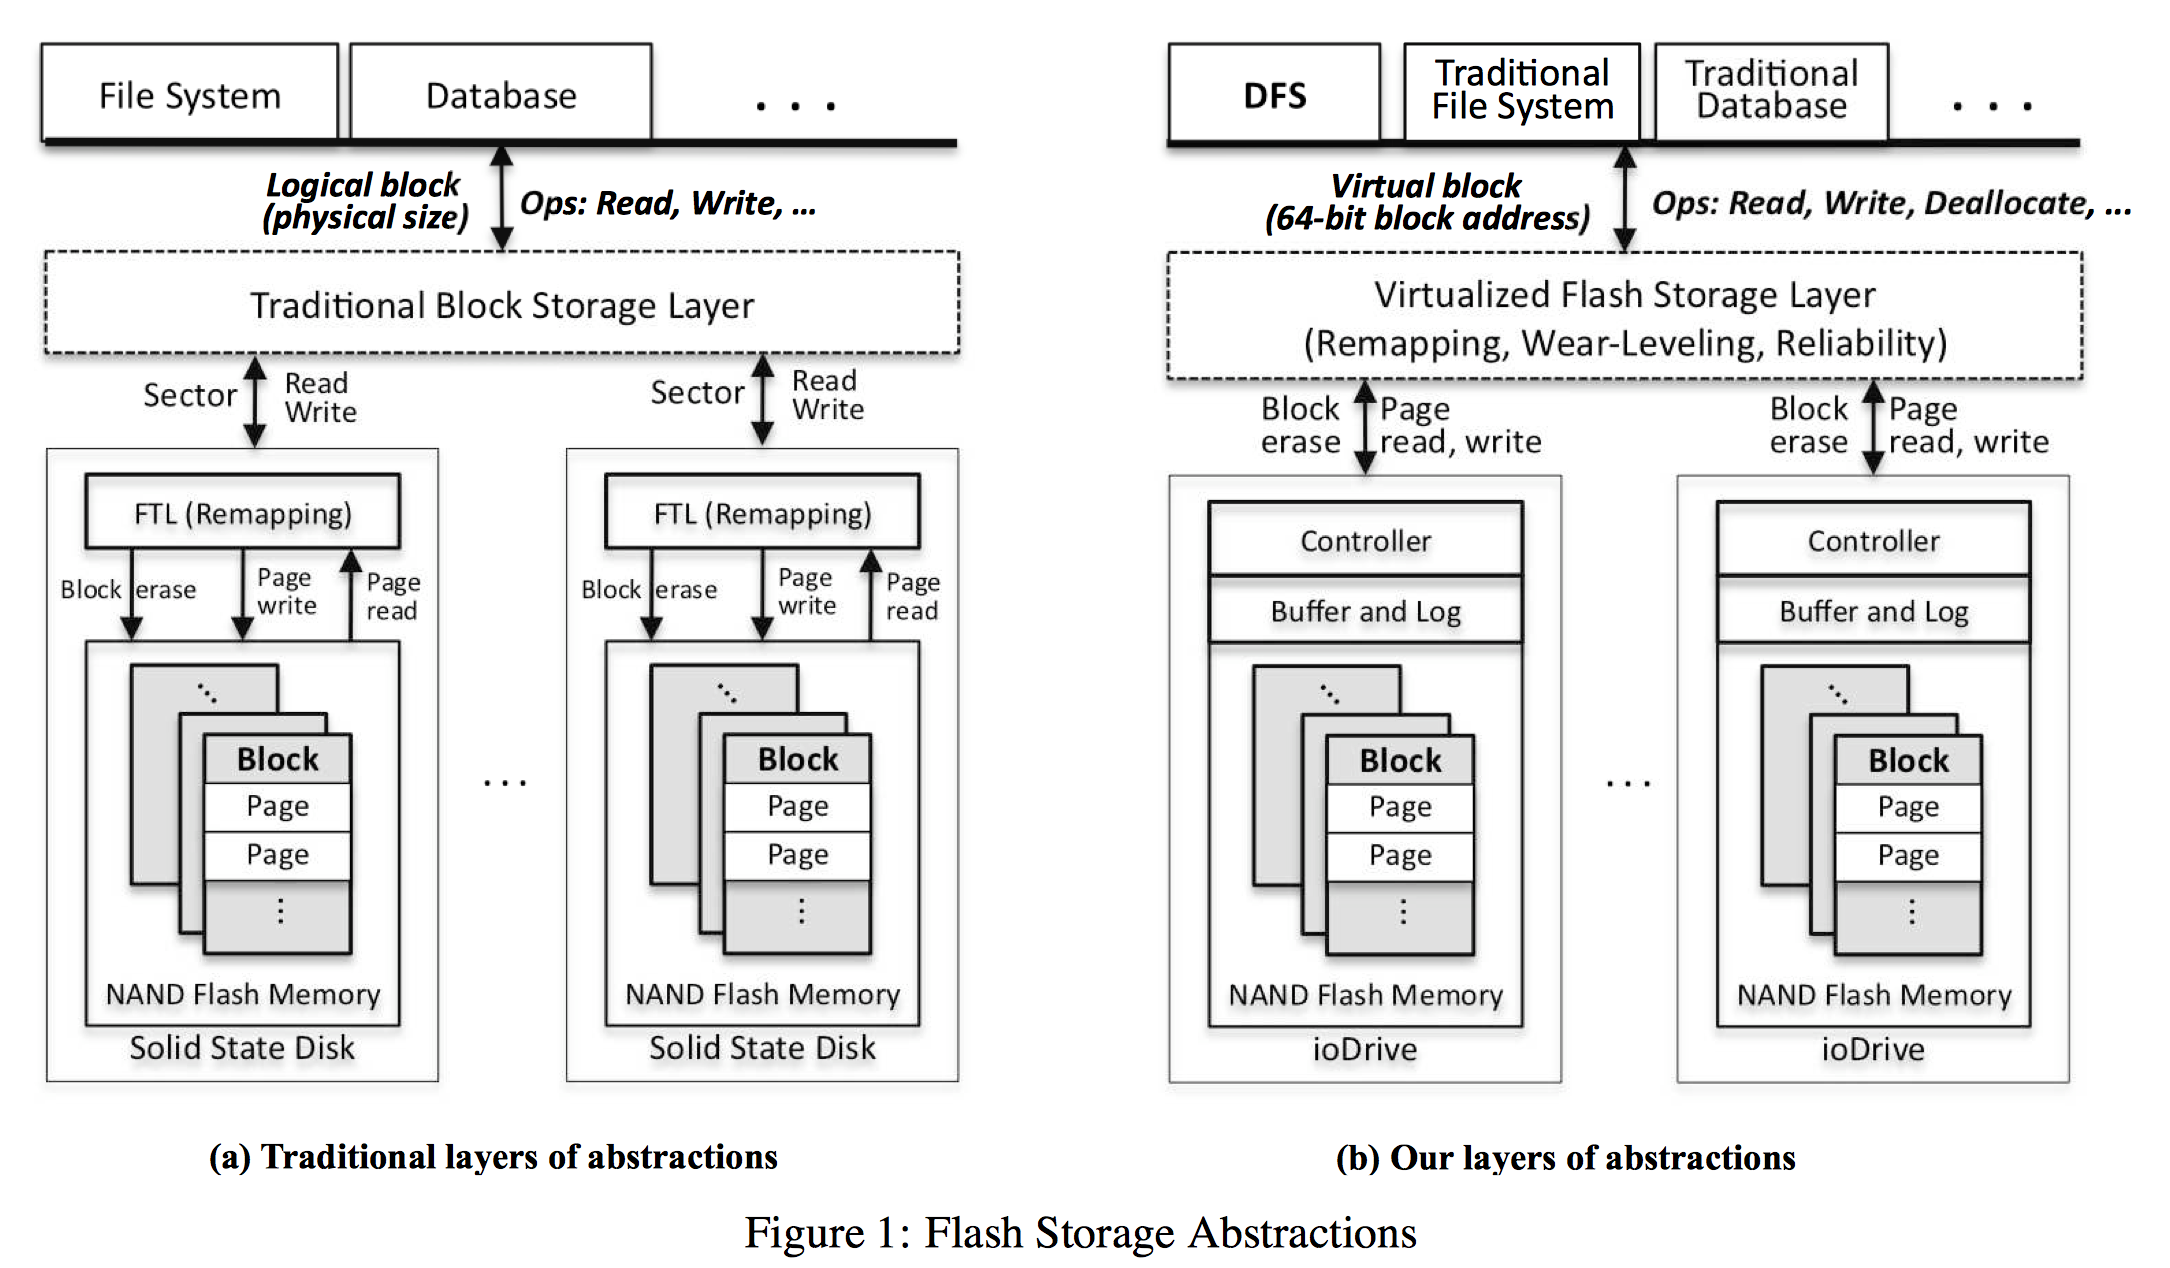 File System
Database
. . .
Logical block
(physical size)
Ops: Read, Write, ...
Traditional Block Storage Layer
Sector
Read
Write
Sector
Read
Write
FTL (Remapping)
Block erase
Page
write
Page
read
Block
Page
Page
⋮
NAND Flash Memory
Solid State Disk
. . .
FTL (Remapping)
Block erase
Page
write
Page
read
Block
Page
Page
⋮
NAND Flash Memory
Solid State Disk
(a) Traditional layers of abstractions
DFS
Traditional
File System
Traditional
Database
. . .
Virtual block
(64-bit block address)
Ops: Read, Write, Deallocate, ...
Virtualized Flash Storage Layer
(Remapping, Wear-Leveling, Reliability)
Block
erase
Page
read, write
Block
erase
Page
read, write
Controller
Buffer and Log
Block
Page
Page
⋮
NAND Flash Memory
ioDrive
. . .
Controller
Buffer and Log
Block
Page
Page
⋮
NAND Flash Memory
ioDrive
(b) Our layers of abstractions
Figure 1: Flash Storage Abstractions